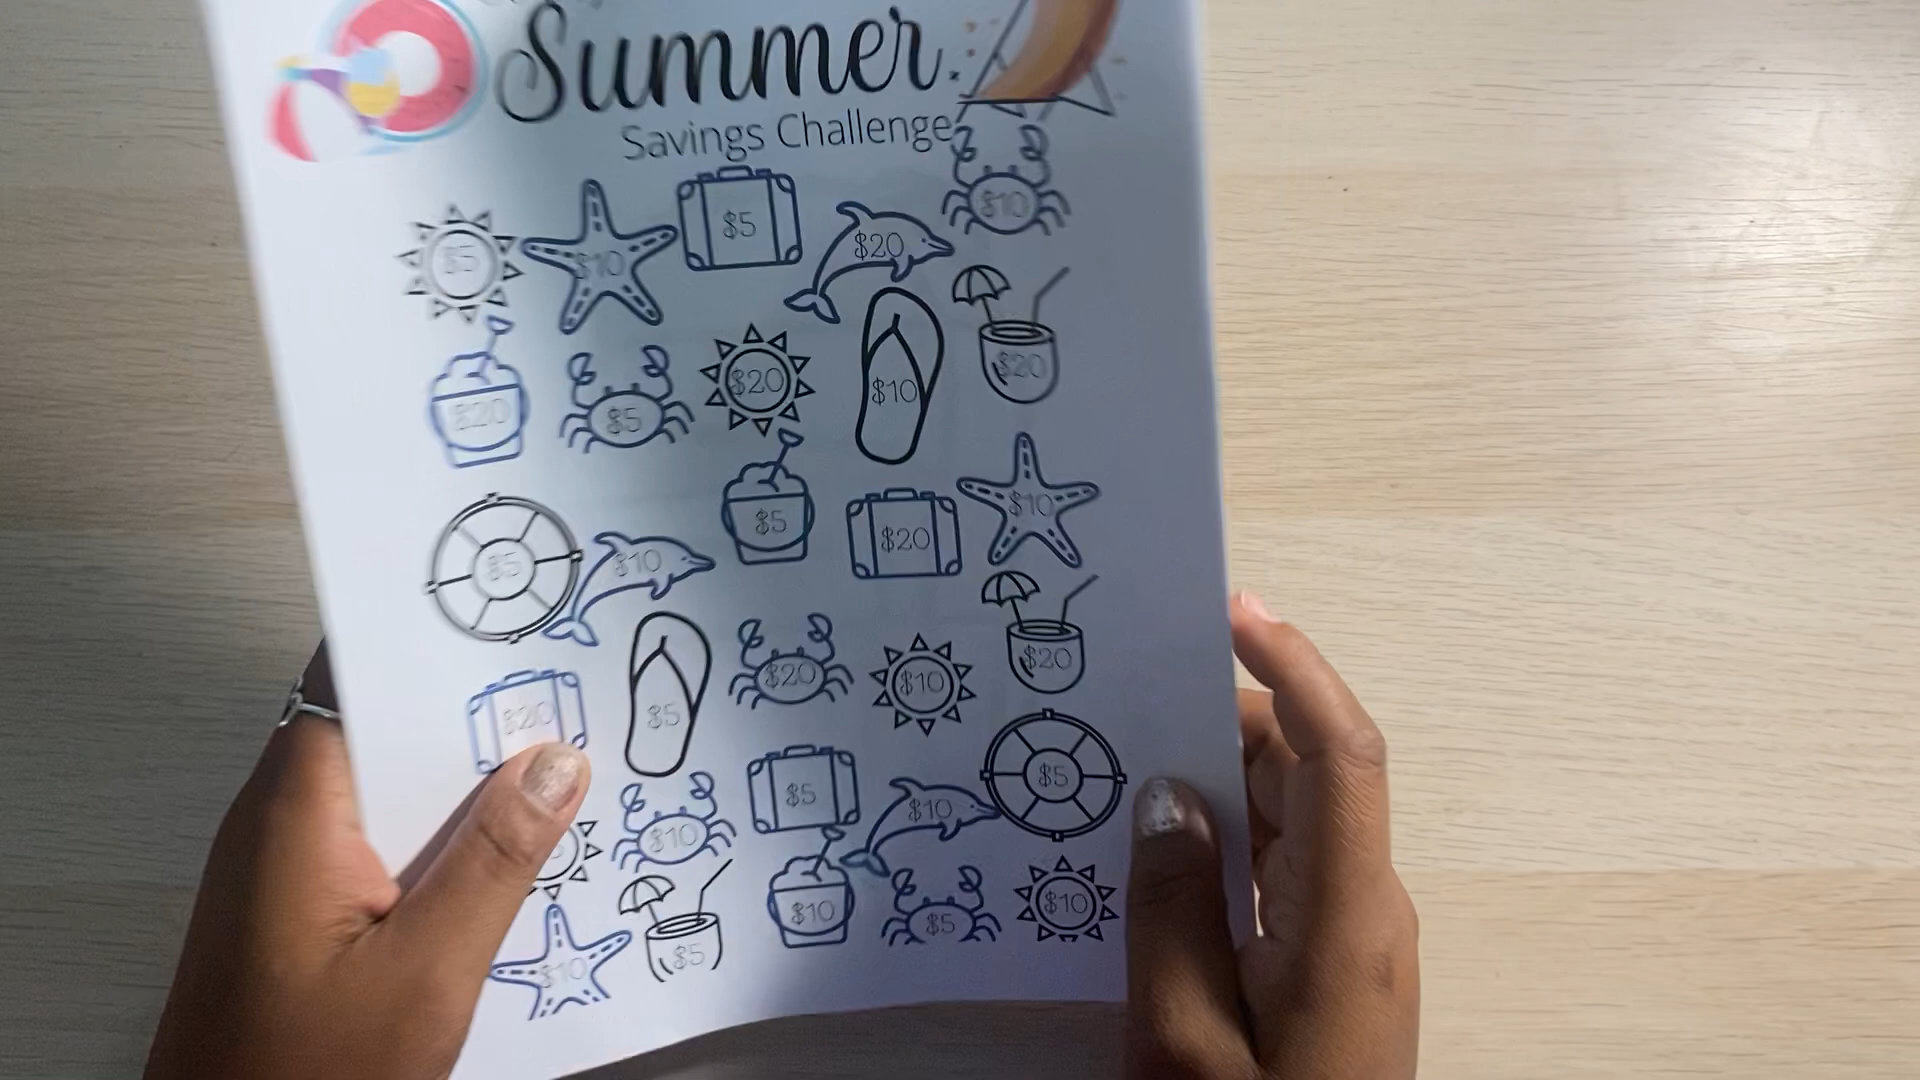 Summer
Savings Challenge
$5 $10 $5 $20 $10
$20 $5 $20 $10 $20
$5 $10 $5 $20 $10
$20 $5 $20 $10 $20
$10 $5 $10 $5
$10 $5 $10 $5 $10